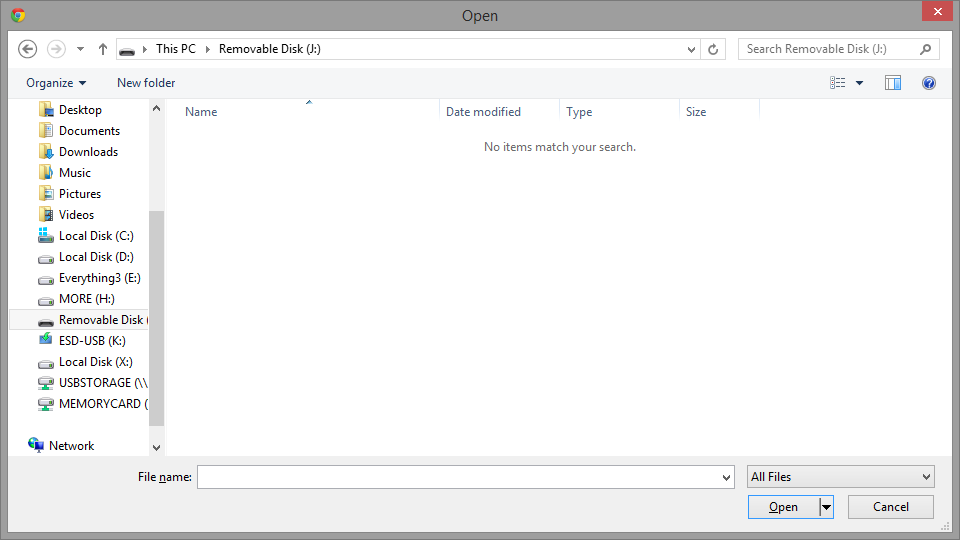 Open
This PC Removable Disk (J:) Search Removable Disk (J:)
Organize New folder
Name Date modified Type Size
No items match your search.
Desktop
Documents
Downloads
Music
Pictures
Videos
Local Disk (C:)
Local Disk (D:)
Everything3 (E:)
MORE (H:)
Removable Disk (
ESD-USB (K:)
Local Disk (X:)
USBSTORAGE (\\
MEMORYCARD (
Network
File name: All Files
Open Cancel